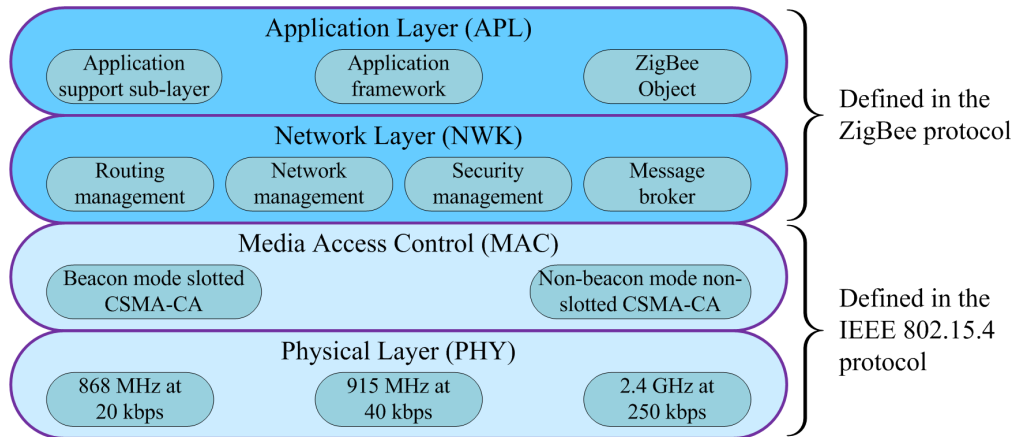 Application Layer (APL)
Application
support sub-layer
Application
framework
ZigBee
Object
Network Layer (NWK)
Routing
management
Network
management
Security
management
Message
broker
Defined in the
ZigBee protocol
Media Access Control (MAC)
Beacon mode slotted
CSMA-CA
Non-beacon mode non-
slotted CSMA-CA
Physical Layer (PHY)
868 MHz at
20 kbps
915 MHz at
40 kbps
2.4 GHz at
250 kbps
Defined in the
IEEE 802.15.4
protocol